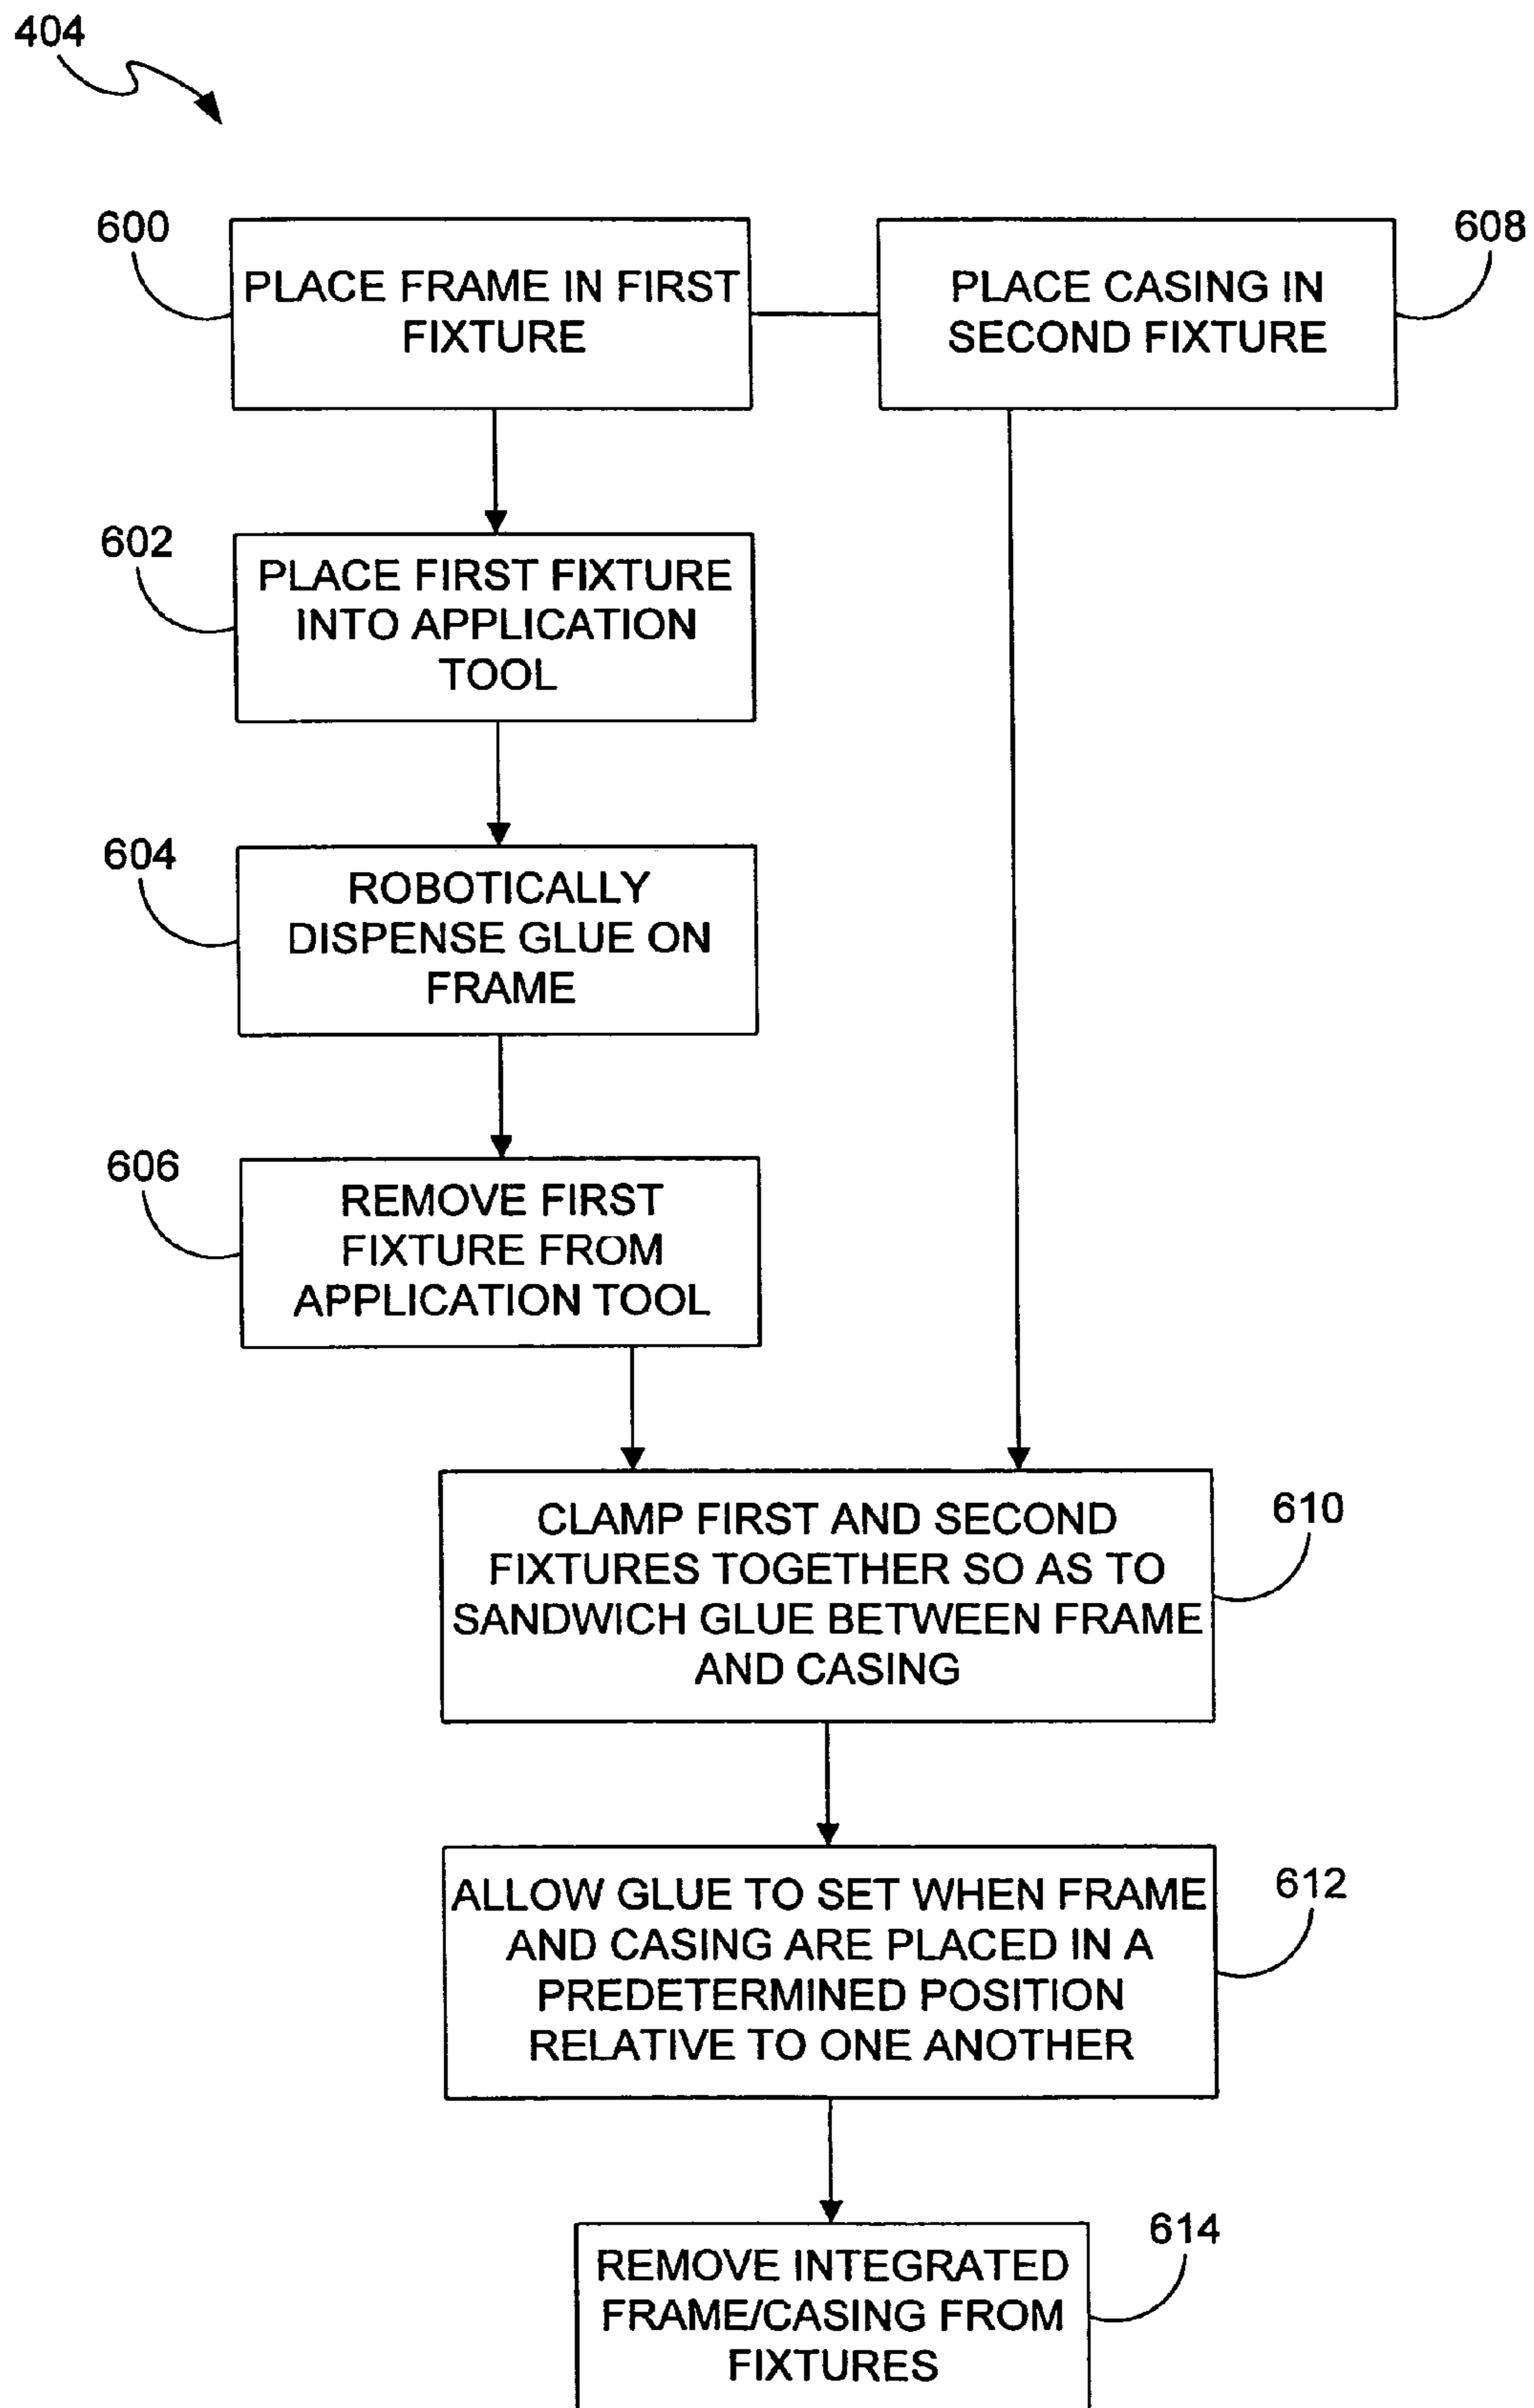 404
600
PLACE FRAME IN FIRST
FIXTURE
608
PLACE CASING IN
SECOND FIXTURE
602
PLACE FIRST FIXTURE
INTO APPLICATION
TOOL
604
ROBOTICALLY
DISPENSE GLUE ON
FRAME
606
REMOVE FIRST
FIXTURE FROM
APPLICATION TOOL
610
CLAMP FIRST AND SECOND
FIXTURES TOGETHER SO AS TO
SANDWICH GLUE BETWEEN FRAME
AND CASING
612
ALLOW GLUE TO SET WHEN FRAME
AND CASING ARE PLACED IN A
PREDETERMINED POSITION
RELATIVE TO ONE ANOTHER
614
REMOVE INTEGRATED
FRAME/CASING FROM
FIXTURES